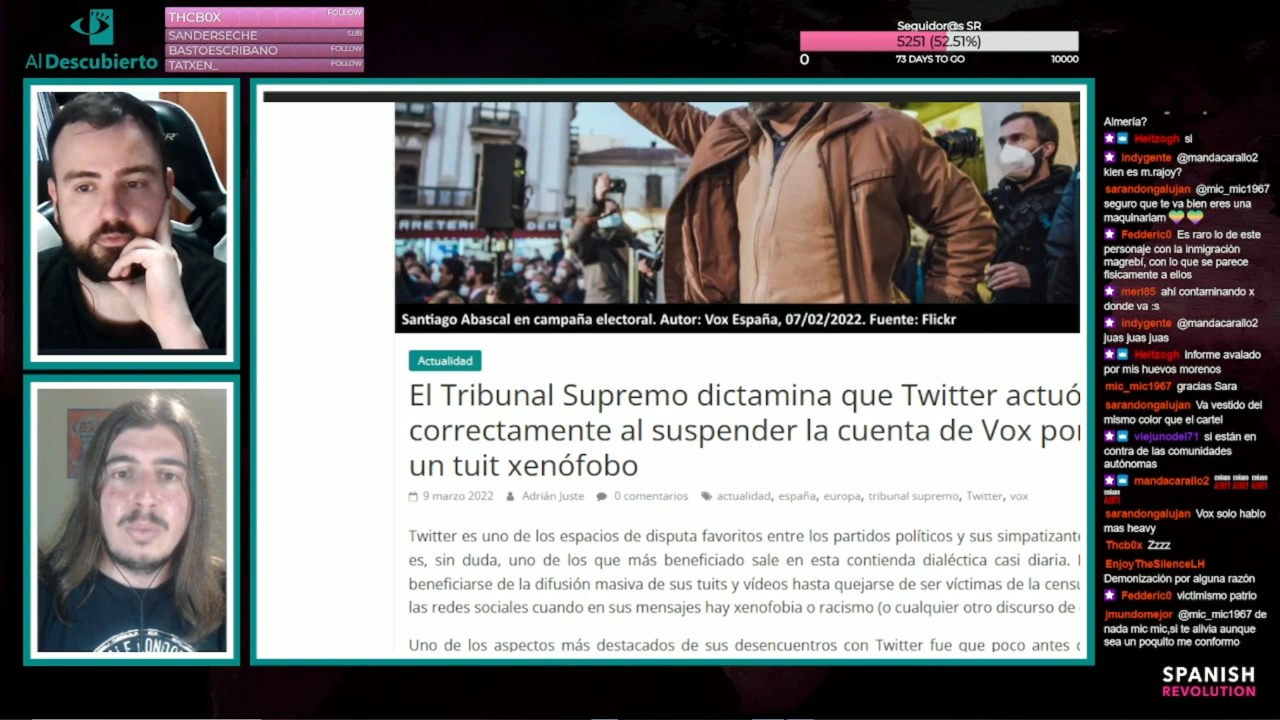 Al Descubierto
THCB0X FOLLOW
SANDERSECHE SUB
BASTOESCRIBANO FOLLOW
TATXEN_ FOLLOW
Seguidor@s SR
5251 (52.51%)
0 73 DAYS TO GO 10000
Santiago Abascal en campaña electoral. Autor: Vox España, 07/02/2022. Fuente: Flickr
Actualidad
El Tribunal Supremo dictamina que Twitter actuó
correctamente al suspender la cuenta de Vox por
un tuit xenófobo
9 marzo 2022 Adrián Juste 0 comentarios actualidad, españa, europa, tribunal supremo, Twitter, vox
Twitter es uno de los espacios de disputa favoritos entre los partidos políticos y sus simpatizante
es, sin duda, uno de los que más beneficiado sale en esta contienda dialéctica casi diaria.
beneficiarse de la difusión masiva de sus tuits y vídeos hasta quejarse de ser víctimas de la censu
las redes sociales cuando en sus mensajes hay xenofobia o racismo (o cualquier otro discurso de
Uno de los aspectos más destacados de sus desencuentros con Twitter fue que poco antes
Almería?
Heitzogh si
indygente @mandacarallo2
kien es m.rajoy?
sarandongalujan @mic_mic1967
seguro que te va bien eres una
maquinariam
Fedderic0 Es raro lo de este
personaje con la inmigración
magrebí, con lo que se parece
fisicamente a ellos
meri85 ahí contaminando x
donde va :s
indygente @mandacarallo2
juas juas juas
Heitzogh Informe avalado
por mis huevos morenos
mic_mic1967 gracias Sara
sarandongalujan Va vestido del
mismo color que el cartel
viejunodel71 si están en
contra de las comunidades
autónomas
mandacarallo2
sarandongalujan Vox solo hablo
mas heavy
Thcb0x Zzzz
EnjoyTheSilenceLH
Demonización por alguna razón
Fedderic0 victimismo patrio
jmundomejor @mic_mic1967 de
nada mic mic,si te alivia aunque
sea un poquito me conformo
SPANISH
REVOLUTION